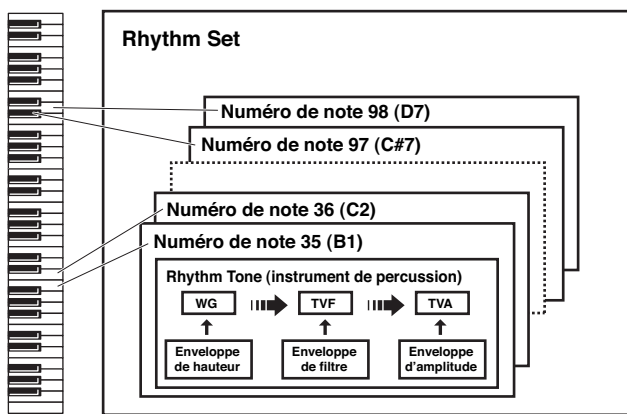 Rhythm Set
Numéro de note 98 (D7)
Numéro de note 97 (C#7)
Numéro de note 36 (C2)
Numéro de note 35 (B1)
Rhythm Tone (instrument de percussion)
WG
TVF
TVA
Enveloppe
de hauteur
Enveloppe
de filtre
Enveloppe
d'amplitude